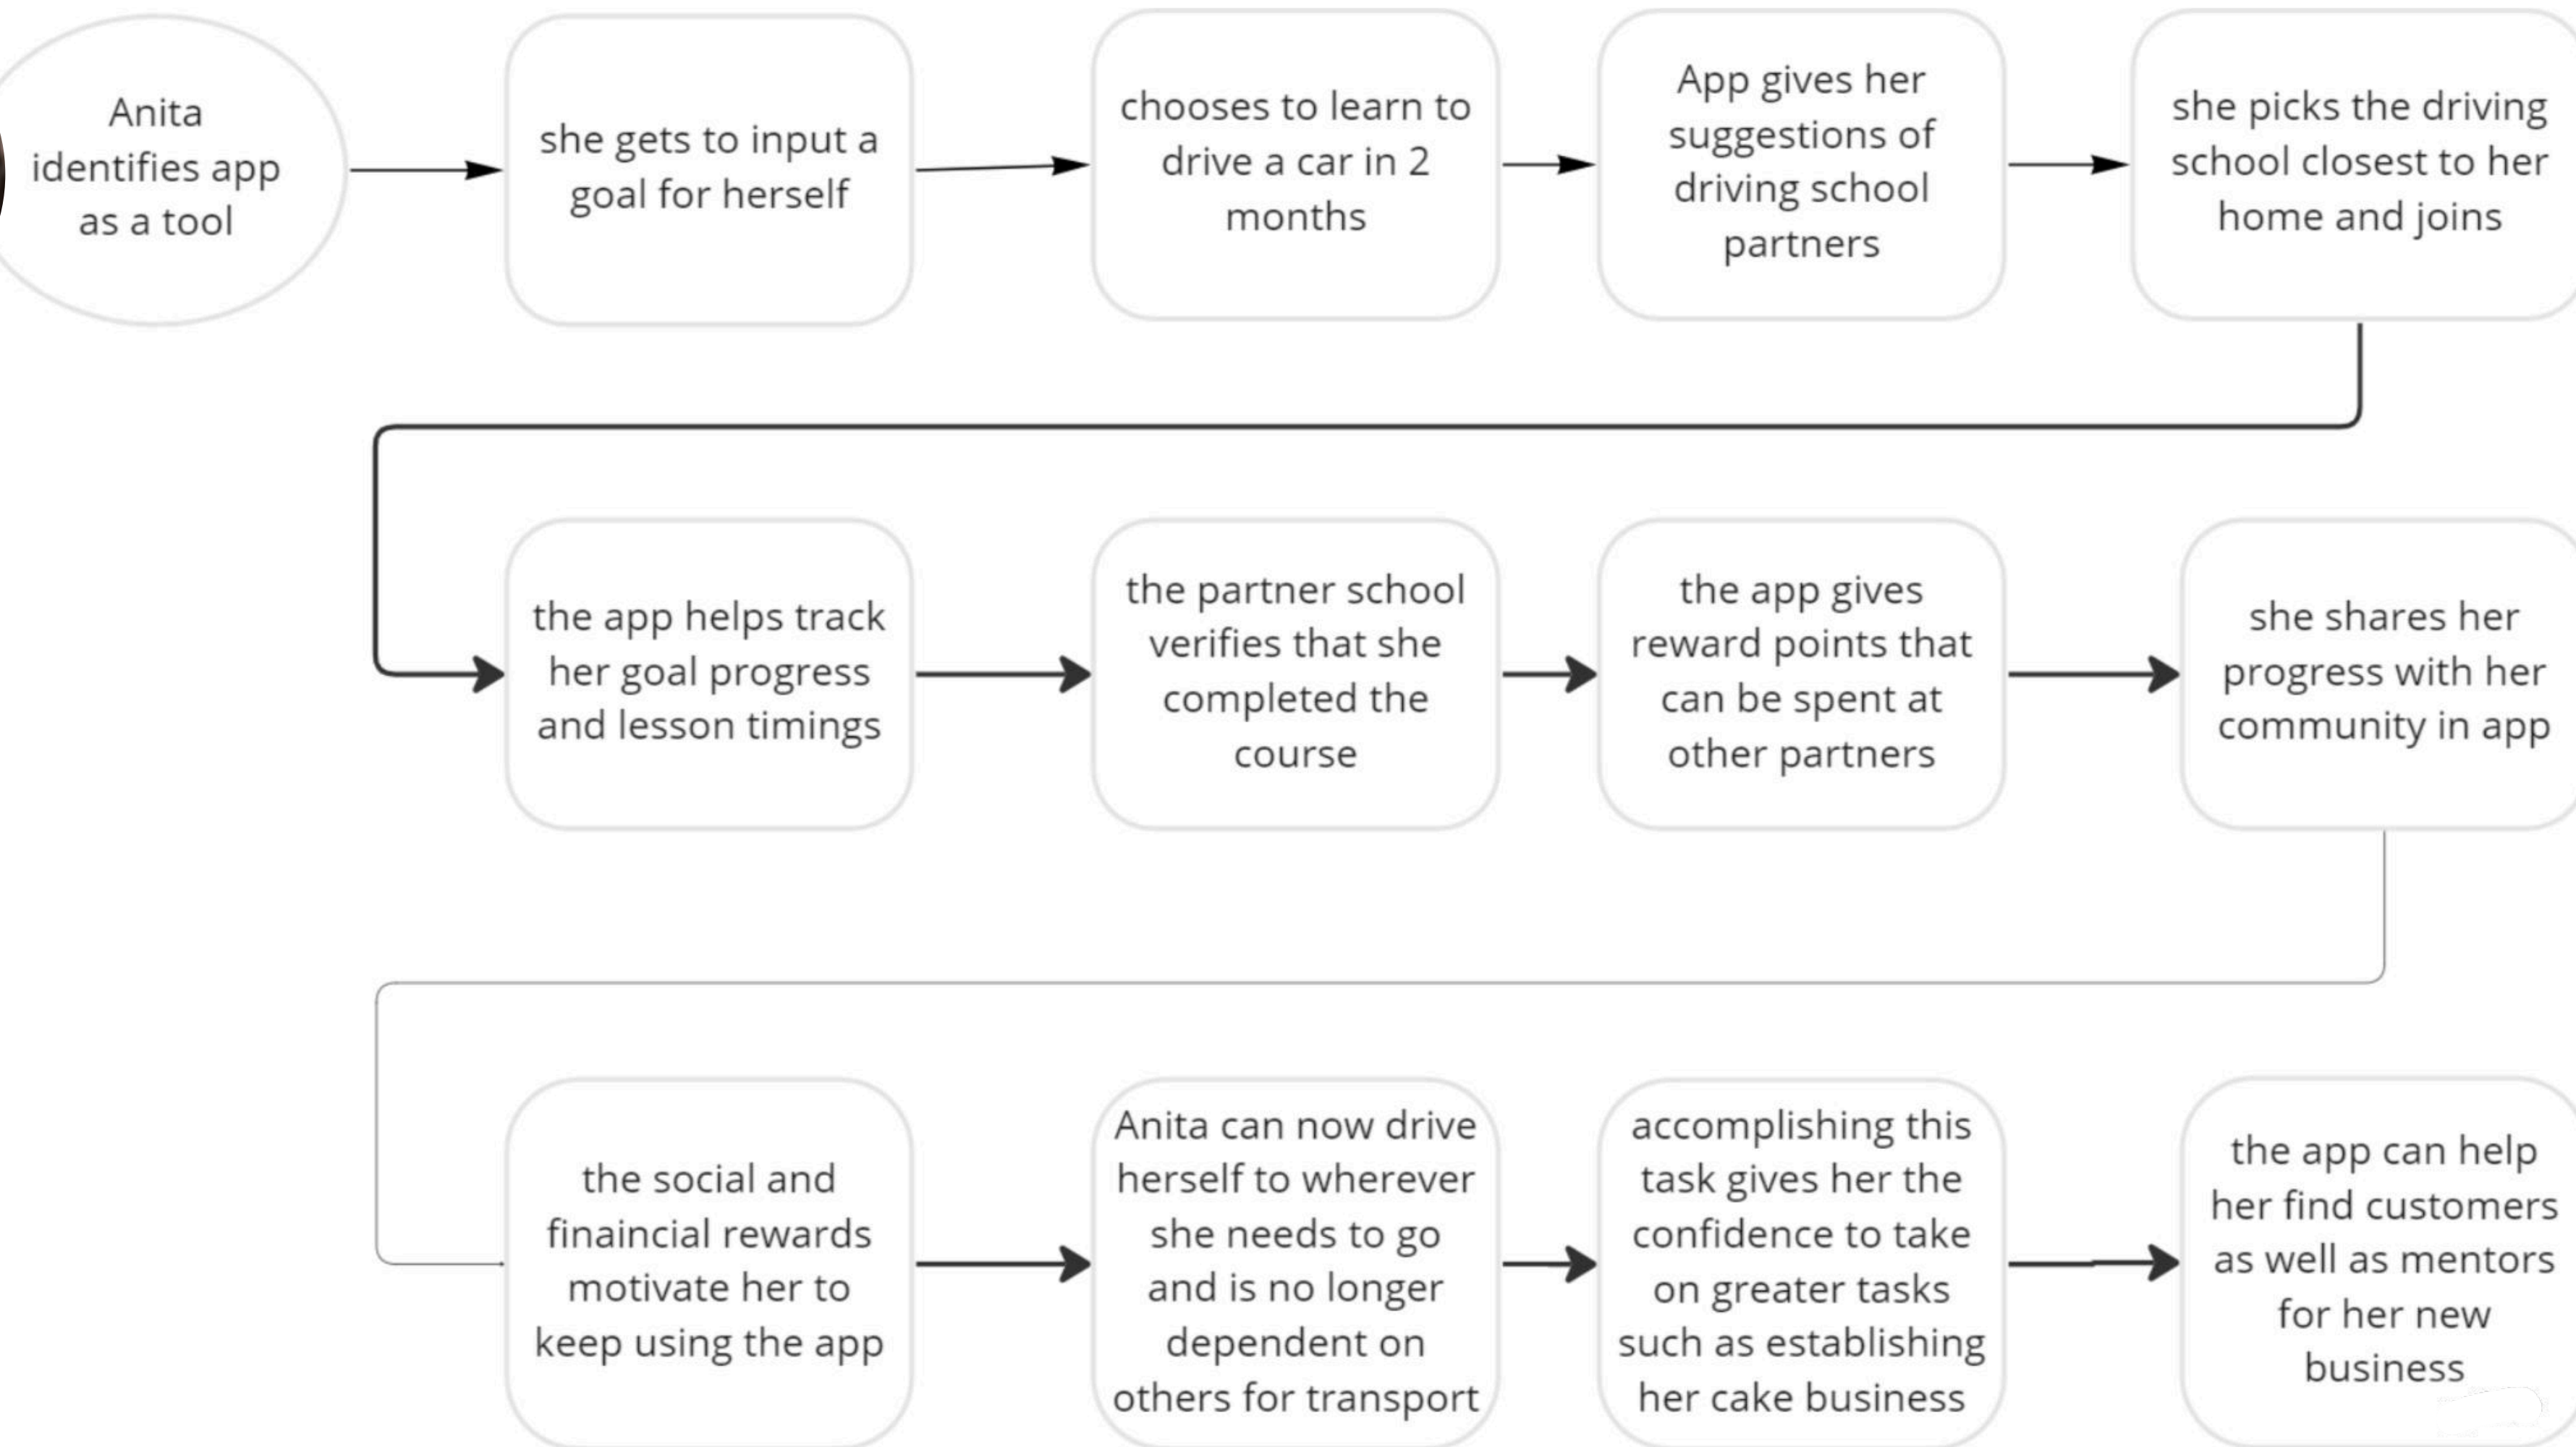 Anita
identifies app
as a tool
she gets to input a
goal for herself
chooses to learn to
drive a car in 2
months
App gives her
suggestions of
driving school
partners
she picks the driving
school closest to her
home and joins
the app helps track
her goal progress
and lesson timings
the partner school
verifies that she
completed the
course
the app gives
reward points that
can be spent at
other partners
she shares her
progress with her
community in app
the social and
finaincial rewards
motivate her to
keep using the app
Anita can now drive
herself to wherever
she needs to go
and is no longer
dependent on
others for transport
accomplishing this
task gives her the
confidence to take
on greater tasks
such as establishing
her cake business
the app can help
her find customers
as well as mentors
for her new
business